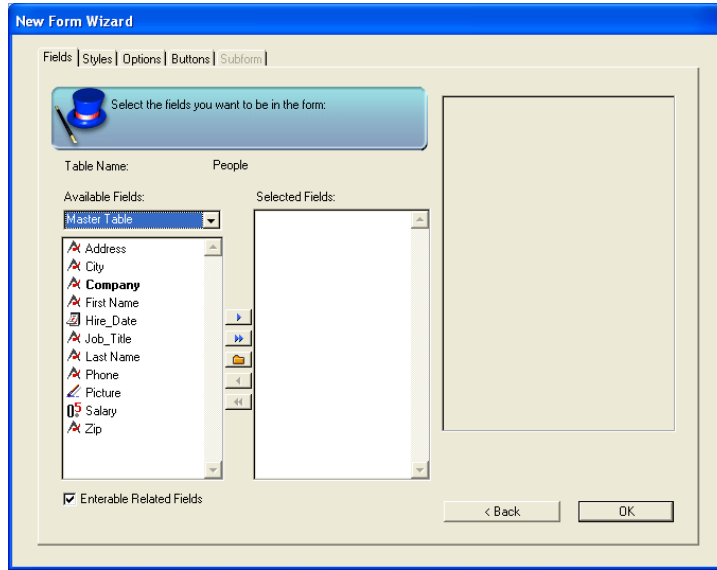 New Form Wizard
Fields Styles Options Buttons Subform
Select the fields you want to be in the form:
Table Name: People
Available Fields: Selected Fields:
Master Table
Address
City
Company
First Name
Hire_Date
Job_Title
Last Name
Phone
Picture
Salary
Zip
Enterable Related Fields
< Back OK